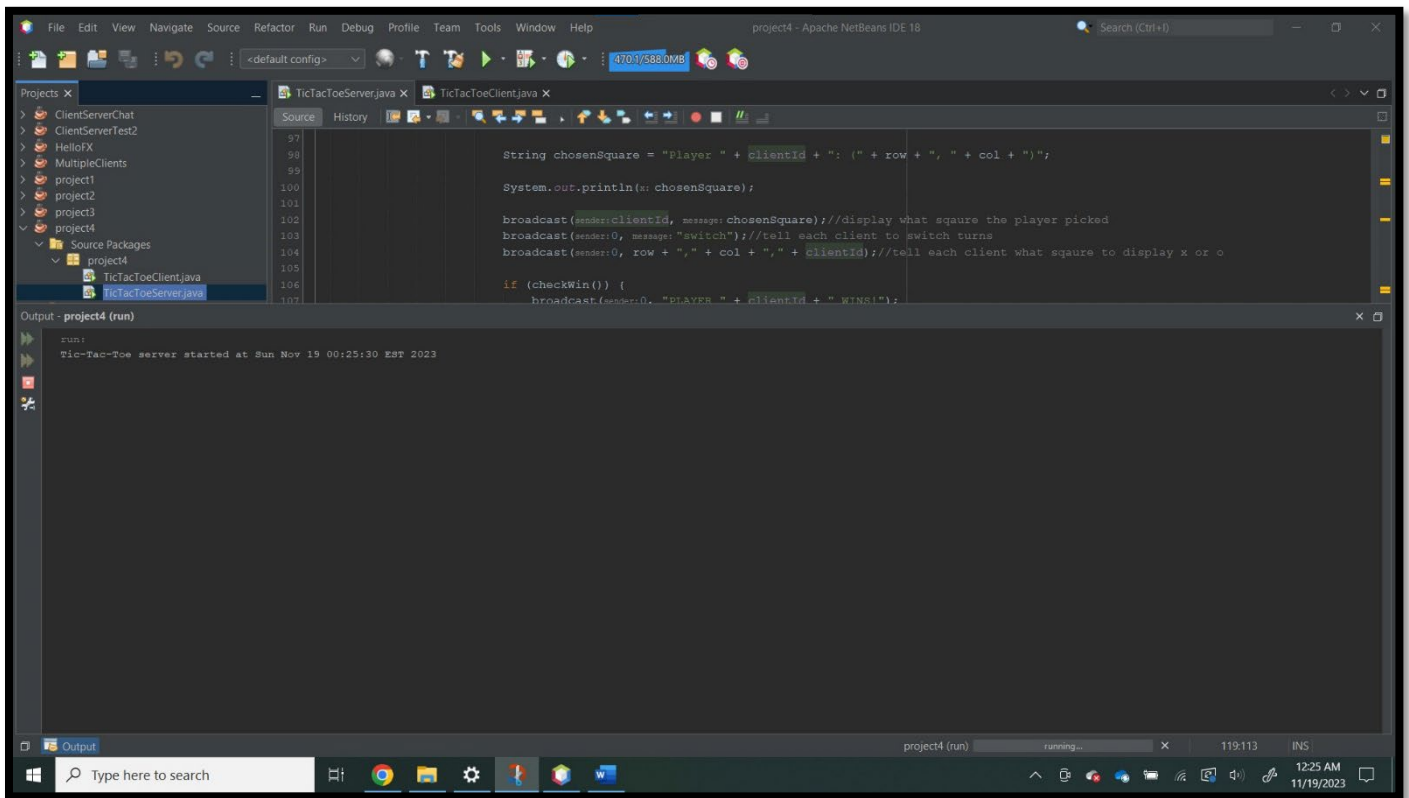 File Edit View Navigate Source Refactor Run Debug Profile Team Tools Window Help project4 - Apache NetBeans IDE 18 Search (Ctrl+I)
<default config> 470.1/588.0MB
Projects
TicTacToeServer.java TicTacToeClient.java
Source History
ClientServerChat
ClientServerTest2
HelloFX
MultipleClients
project1
project2
project3
project4
Source Packages
project4
TicTacToeClient.java
TicTacToeServer.java
97
98 String chosenSquare = "Player " + clientId + ": (" + row + ", " + col + ")";
99
100 System.out.println(x: chosenSquare);
101
102 broadcast(sender:clientId, message: chosenSquare);//display what sqaure the player picked
103 broadcast(sender:0, message: "switch");//tell each client to switch turns
104 broadcast(sender:0, row + "," + col + "," + clientId);//tell each client what sqaure to display x or o
105
106 if (checkWin()) {
107 broadcast(sender:0, "PLAYER " + clientId + " WINS!");
Output - project4 (run)
run:
Tic-Tac-Toe server started at Sun Nov 19 00:25:30 EST 2023
Output project4 (run) running... 119:113 INS
Type here to search 12:25 AM
11/19/2023